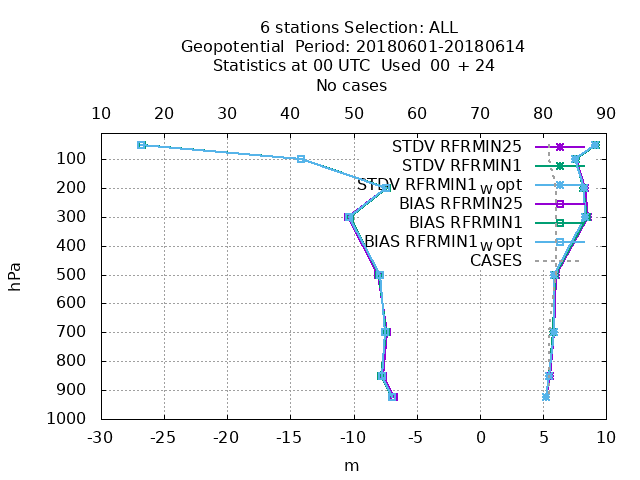 6 stations Selection: ALL
Geopotential  Period: 20180601-20180614
Statistics at 00 UTC  Used  00 + 24
No cases
10 20 30 40 50 60 70 80 90
STDV RFRMIN25
100
STDV RFRMIN1
200
STDV RFRMIN1w opt
BIAS RFRMIN25
300
BIAS RFRMIN1
400
BIAS RFRMIN1w opt
CASES
500
hPa
600
700
800
900
1000
-30 -25 -20 -15 -10 -5 0 5 10
m